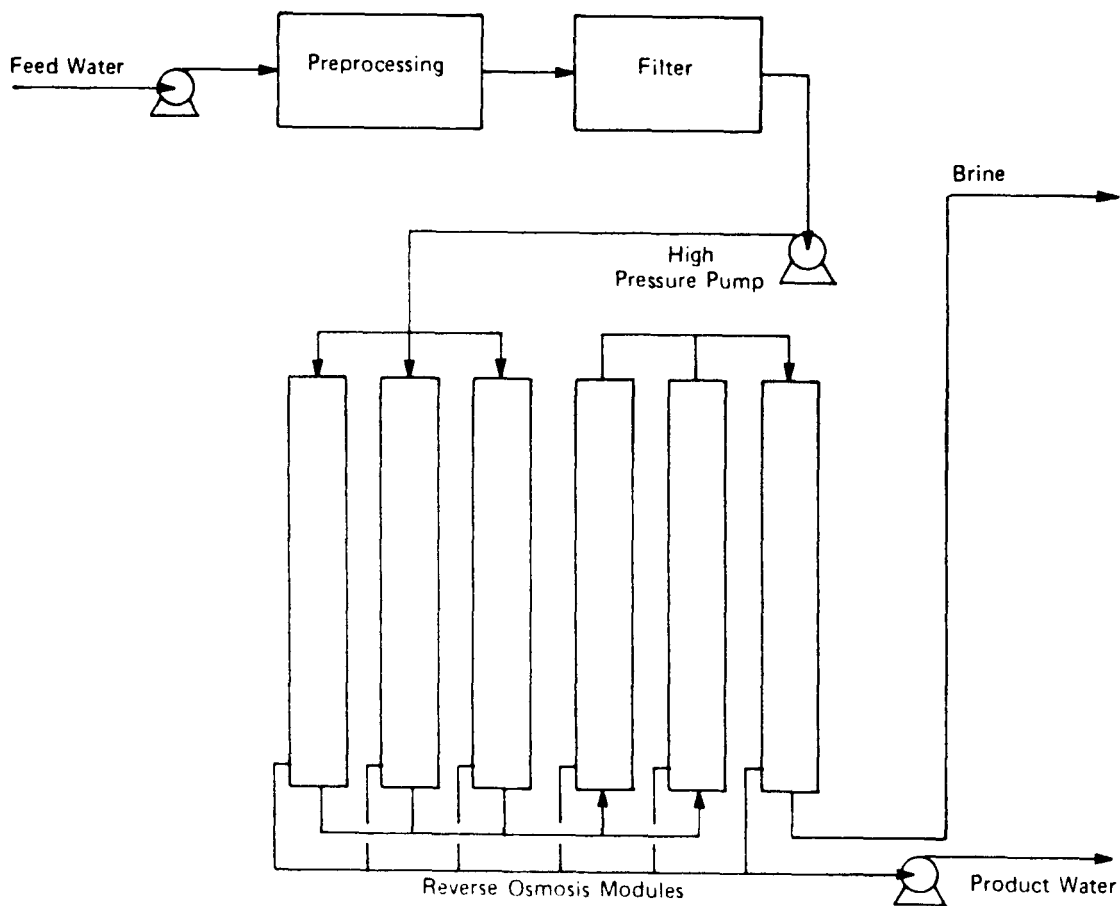 Feed Water
Preprocessing
Filter
Brine
High
Pressure Pump
Reverse Osmosis Modules
Product Water